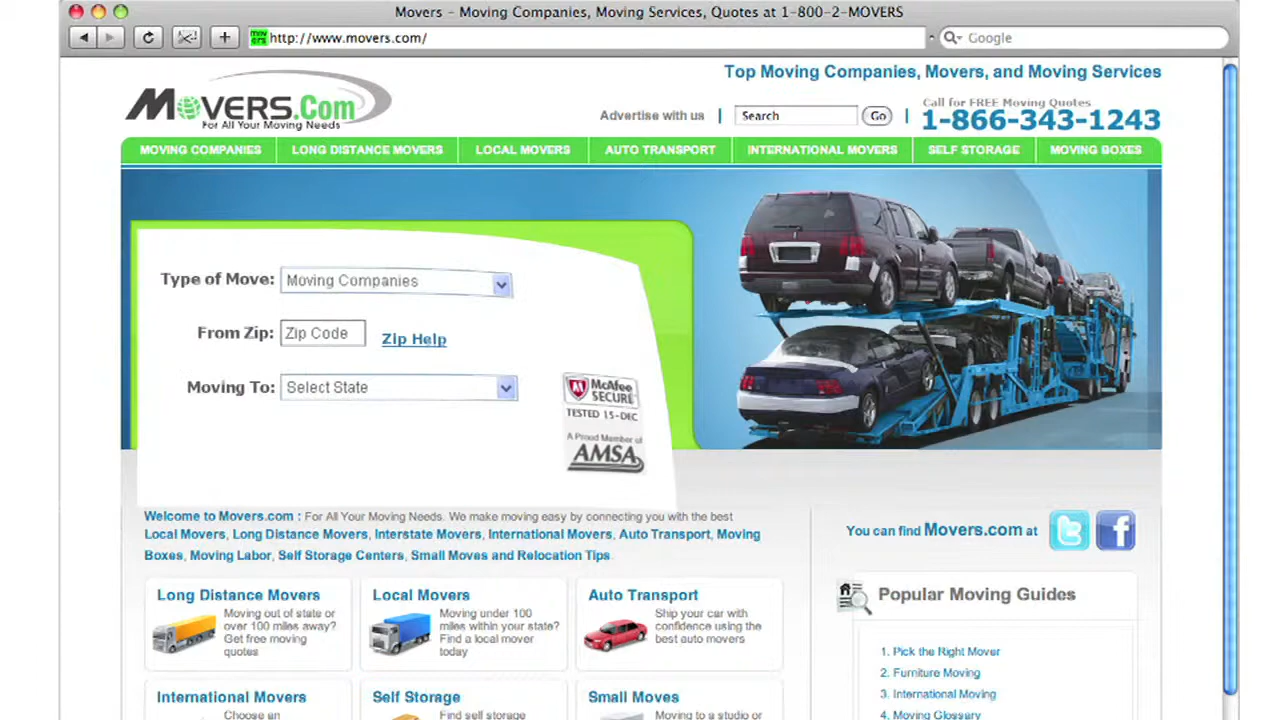 Movers - Moving Companies, Moving Services, Quotes at 1-800-2-MOVERS
http://www.movers.com/
Google
Top Moving Companies, Movers, and Moving Services
MOVERS.Com
For All Your Moving Needs
Advertise with us
Search
Go
Call for FREE Moving Quotes
1-866-343-1243
MOVING COMPANIES
LONG DISTANCE MOVERS
LOCAL MOVERS
AUTO TRANSPORT
INTERNATIONAL MOVERS
SELF STORAGE
MOVING BOXES
Type of Move: Moving Companies
From Zip: Zip Code Zip Help
Moving To: Select State
McAfee
SECURE
TESTED 15-DEC
A Proud Member of
AMSA
Welcome to Movers.com : For All Your Moving Needs. We make moving easy by connecting you with the best
Local Movers, Long Distance Movers, Interstate Movers, International Movers, Auto Transport, Moving
Boxes, Moving Labor, Self Storage Centers, Small Moves and Relocation Tips
You can find Movers.com at
Long Distance Movers
Moving out of state or
over 100 miles away?
Get free moving
quotes
Local Movers
Moving under 100
miles within your state?
Find a local mover
today
Auto Transport
Ship your car with
confidence using the
best auto movers
International Movers
Choose an
Self Storage
Find self storage
Small Moves
Moving to a studio or
Popular Moving Guides
1. Pick the Right Mover
2. Furniture Moving
3. International Moving
4. Moving Glossary